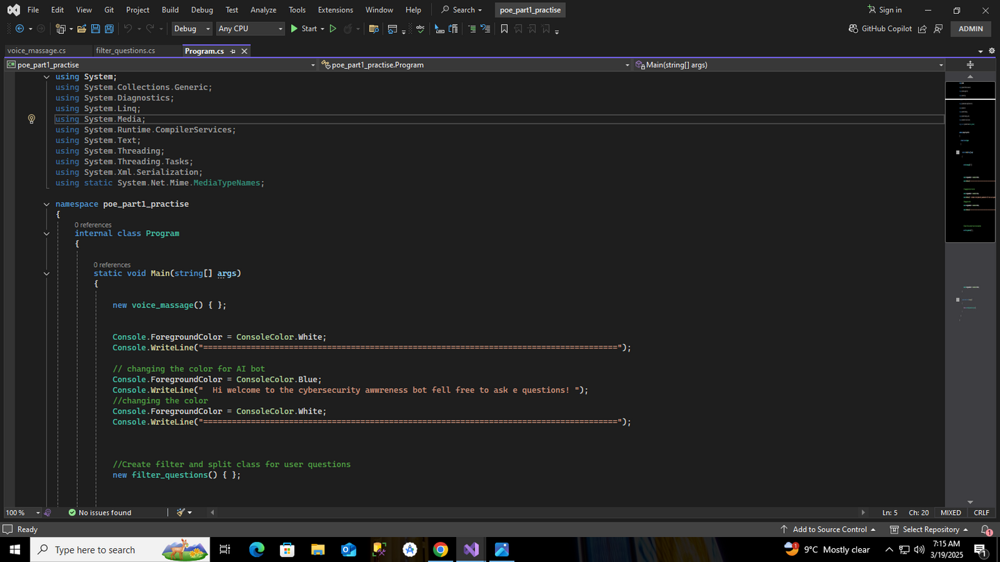 File Edit View Git Project Build Debug Test Analyze Tools Extensions Window Help Search poe_part1_practise Sign in
Debug Any CPU Start GitHub Copilot ADMIN
voice_massage.cs filter_questions.cs Program.cs
C# poe_part1_practise poe_part1_practise.Program Main(string[] args)
using System;
using System.Collections.Generic;
using System.Diagnostics;
using System.Linq;
using System.Media;
using System.Runtime.CompilerServices;
using System.Text;
using System.Threading;
using System.Threading.Tasks;
using System.Xml.Serialization;
using static System.Net.Mime.MediaTypeNames;
namespace poe_part1_practise
{
0 references
internal class Program
{
0 references
static void Main(string[] args)
{
new voice_massage() { };
Console.ForegroundColor = ConsoleColor.White;
Console.WriteLine("=======================================================================================");
// changing the color for AI bot
Console.ForegroundColor = ConsoleColor.Blue;
Console.WriteLine("  Hi welcome to the cybersecurity awwreness bot fell free to ask e questions! ");
//changing the color
Console.ForegroundColor = ConsoleColor.White;
Console.WriteLine("=======================================================================================");
//Create filter and split class for user questions
new filter_questions() { };
100 % No issues found Ln: 5 Ch: 20 MIXED CRLF
Ready Add to Source Control Select Repository 1
Type here to search 9°C Mostly clear 7:15 AM
3/19/2025 1